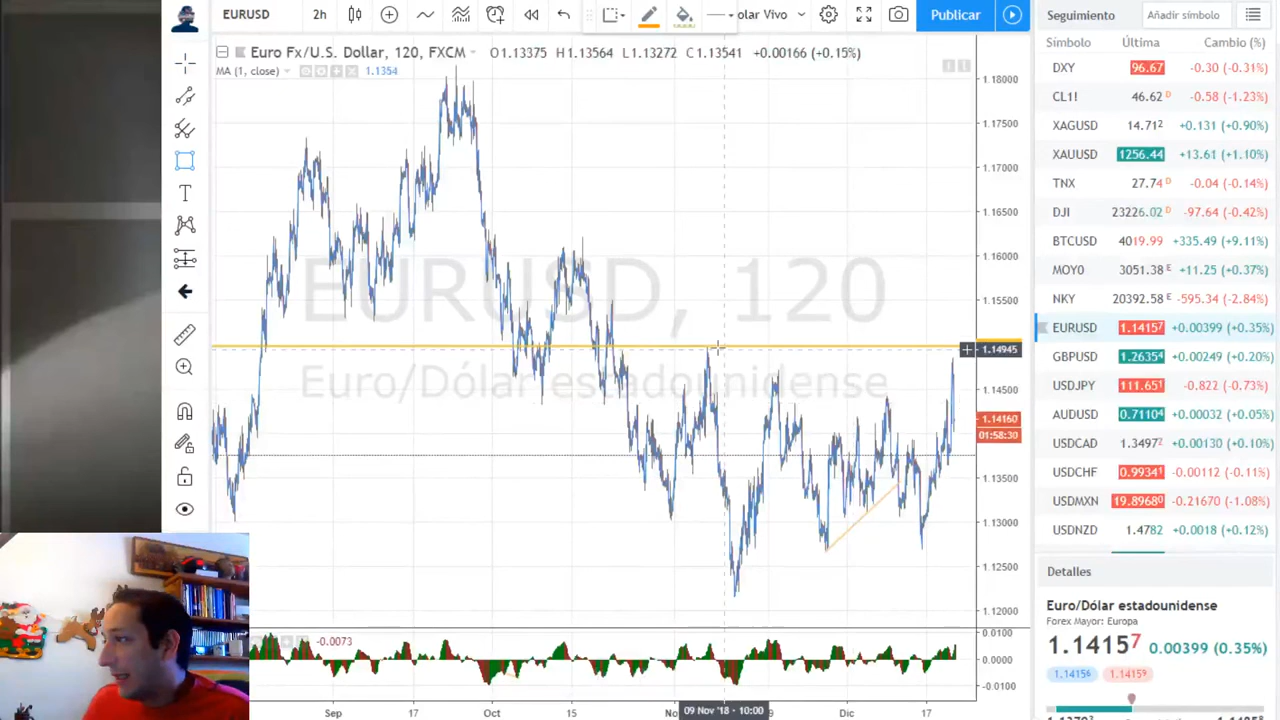 EURUSD 2h olar Vivo Publicar
Euro Fx/U.S. Dollar, 120, FXCM O1.13375 H1.13564 L1.13272 C1.13541 +0.00166 (+0.15%)
MA (1, close) 1.1354
EURUSD, 120
Euro/Dólar estadounidense
1.18000
1.17500
1.17000
1.16500
1.16000
1.15500
1.14945
1.14500
1.14160
01:58:30
1.13500
1.13000
1.12500
1.12000
-0.0073
0.0100
0.0000
-0.0100
Sep 17 Oct 15 No 09 Nov '18 - 10:00 9 Dic 17
Seguimiento Añadir símbolo
Símbolo Última Cambio (%)
DXY 96.67 -0.30 (-0.31%)
CL1! 46.62 D -0.58 (-1.23%)
XAGUSD 14.712 +0.131 (+0.90%)
XAUUSD 1256.44 +13.61 (+1.10%)
TNX 27.74 D -0.04 (-0.14%)
DJI 23226.02 D -97.64 (-0.42%)
BTCUSD 4019.99 +335.49 (+9.11%)
MOY0 3051.38 E +11.25 (+0.37%)
NKY 20392.58 E -595.34 (-2.84%)
EURUSD 1.14157 +0.00399 (+0.35%)
GBPUSD 1.26354 +0.00249 (+0.20%)
USDJPY 111.651 -0.822 (-0.73%)
AUDUSD 0.71104 +0.00032 (+0.05%)
USDCAD 1.34972 +0.00130 (+0.10%)
USDCHF 0.99341 -0.00112 (-0.11%)
USDMXN 19.89680 -0.21670 (-1.08%)
USDNZD 1.4782 +0.0018 (+0.12%)
Detalles
Euro/Dólar estadounidense
Forex Mayor: Europa
1.14157 0.00399 (0.35%)
1.14156 1.14159